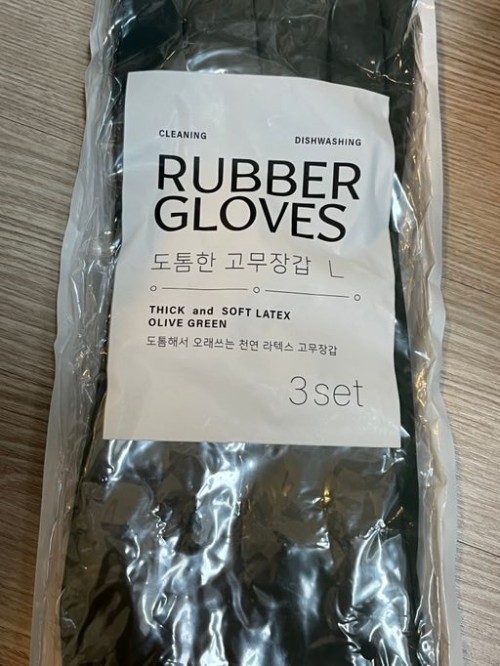 CLEANING DISHWASHING
RUBBER
GLOVES
도톰한 고무장갑 L
THICK and SOFT LATEX
OLIVE GREEN
도톰해서 오래쓰는 천연 라텍스 고무장갑
3set